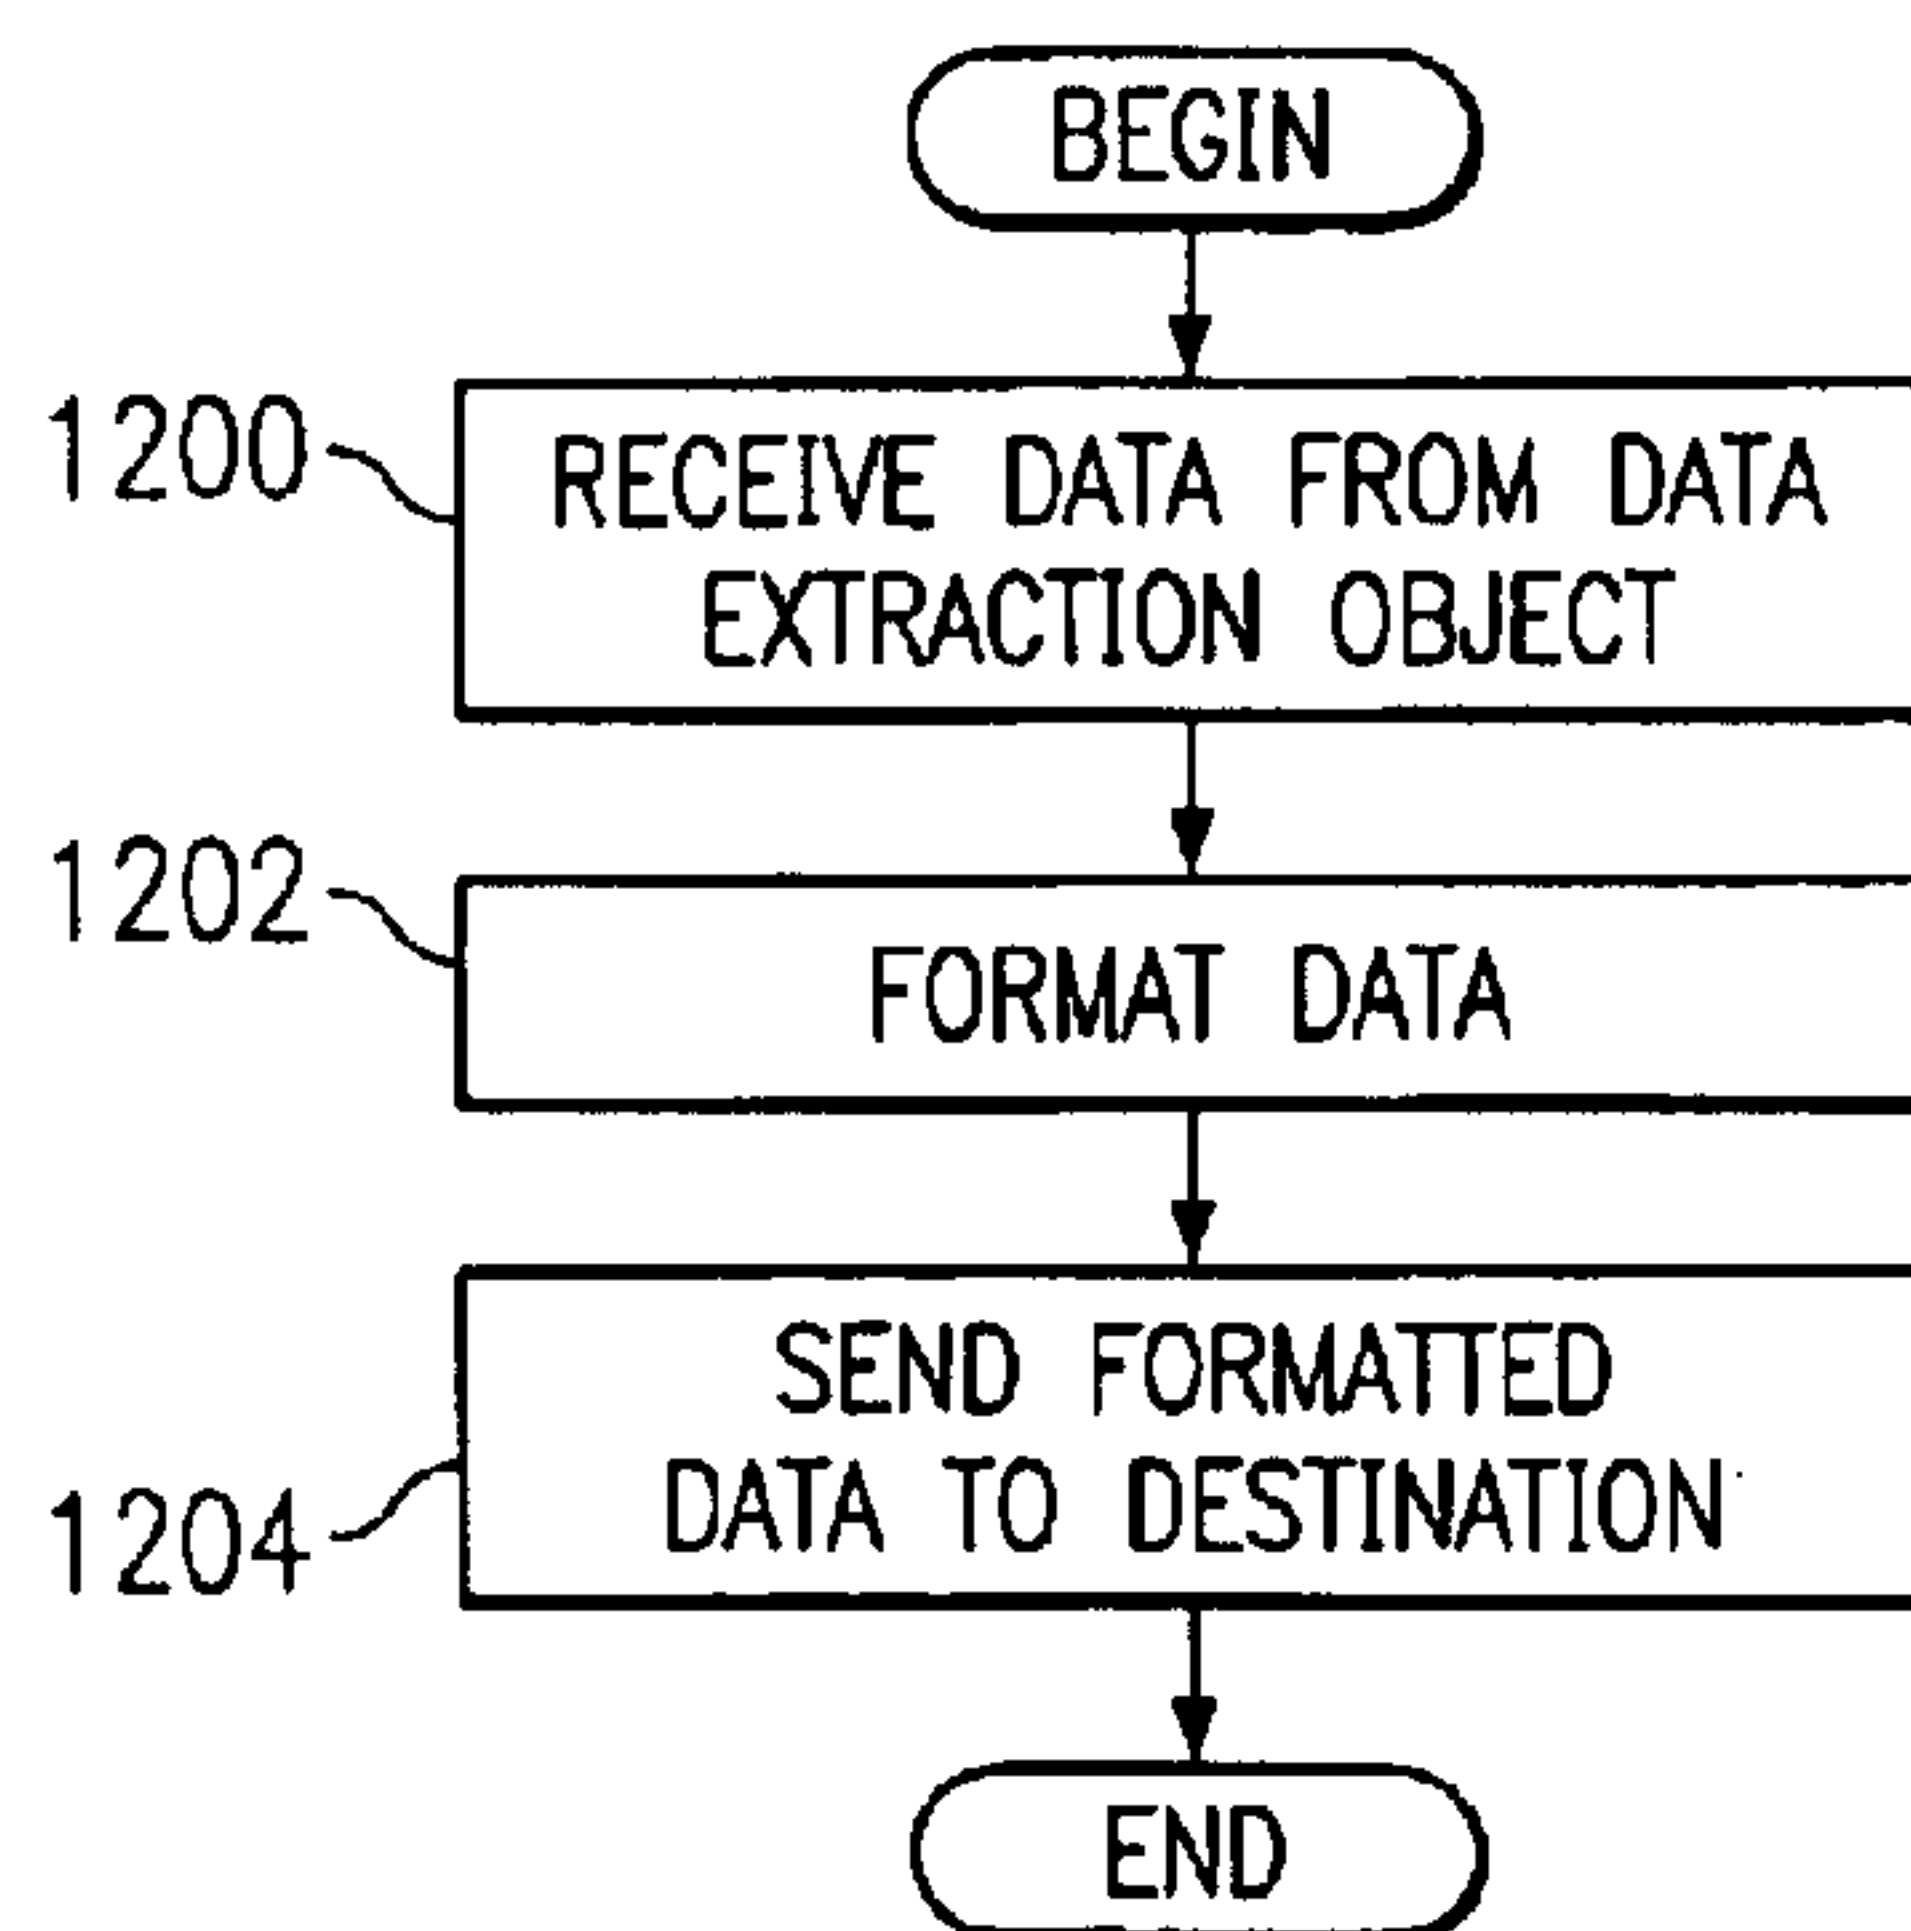 BEGIN
1200
RECEIVE DATA FROM DATA
EXTRACTION OBJECT
1202
FORMAT DATA
SEND FORMATTED
DATA TO DESTINATION
1204
END